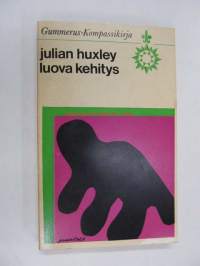 Gummerus-Kompassikirja
julian huxley
luova kehitys